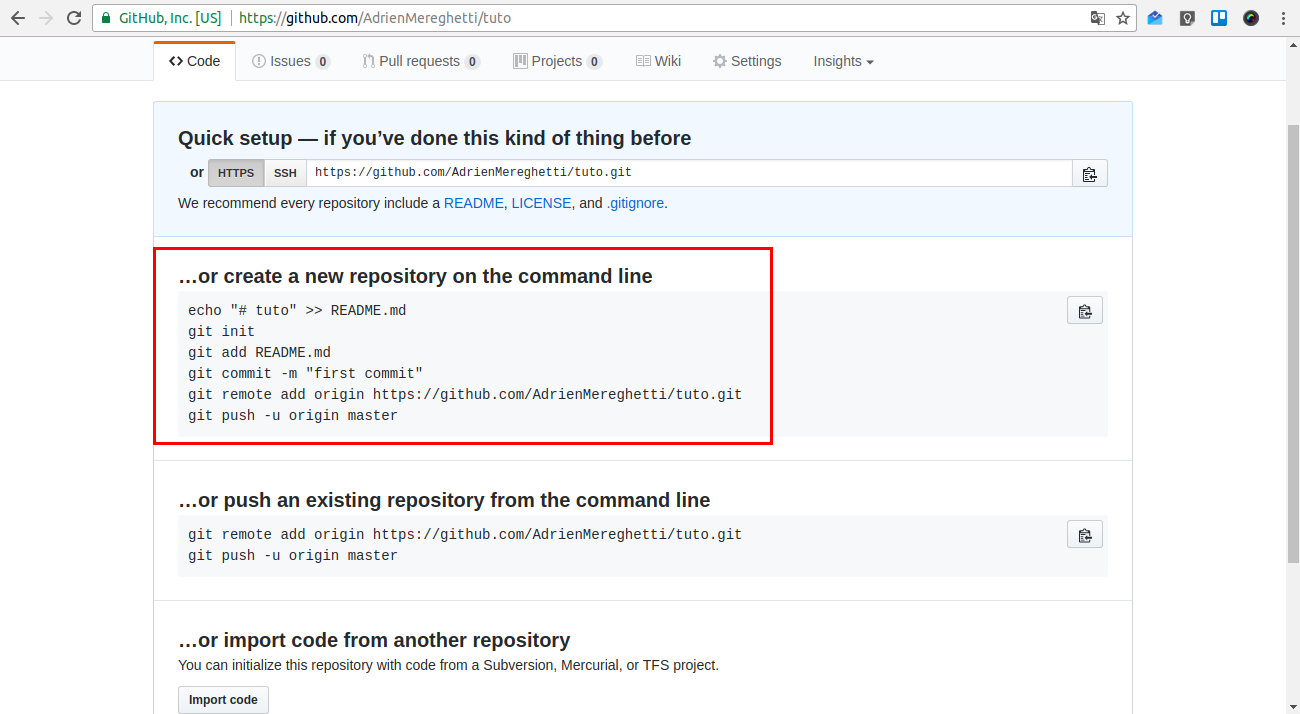 GitHub, Inc. [US] https://github.com/AdrienMereghetti/tuto
Code Issues 0 Pull requests 0 Projects 0 Wiki Settings Insights
Quick setup — if you’ve done this kind of thing before
or HTTPS SSH https://github.com/AdrienMereghetti/tuto.git
We recommend every repository include a README, LICENSE, and .gitignore.
…or create a new repository on the command line
echo "# tuto" >> README.md
git init
git add README.md
git commit -m "first commit"
git remote add origin https://github.com/AdrienMereghetti/tuto.git
git push -u origin master
…or push an existing repository from the command line
git remote add origin https://github.com/AdrienMereghetti/tuto.git
git push -u origin master
…or import code from another repository
You can initialize this repository with code from a Subversion, Mercurial, or TFS project.
Import code